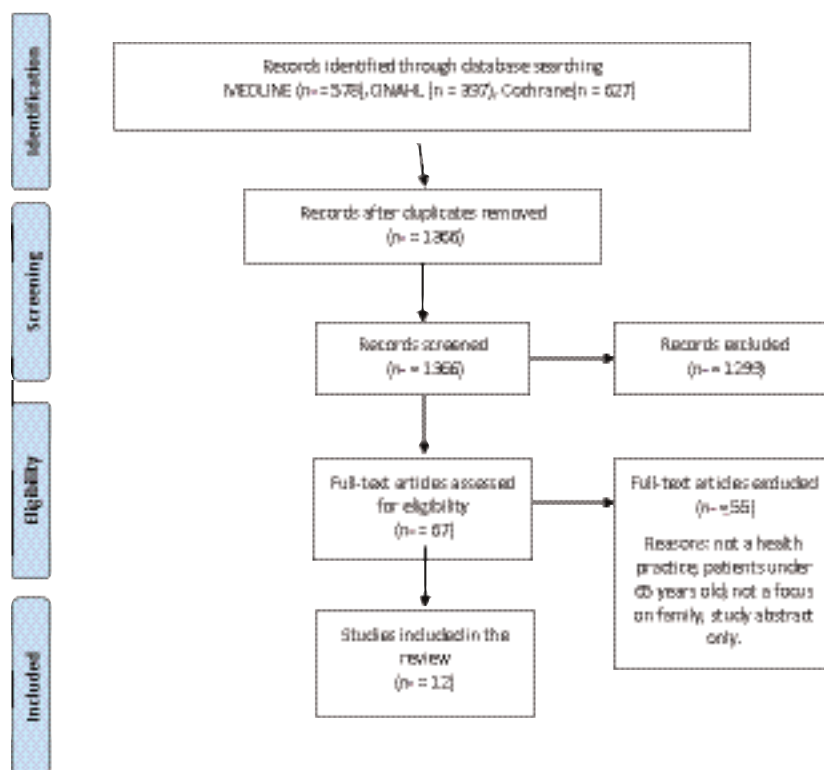 Identification
Records identified through database searching
MEDLINE (n = 578), CINAHL (n = 397), Cochrane(n = 627)
Records after duplicates removed
(n = 1366)
Screening
Records screened
(n = 1366)
Records excluded
(n = 1299)
Eligibility
Full-text articles assessed
for eligibility
(n = 67)
Full-text articles excluded
(n = 55)
Reasons: not a health
practice; patients under
65 years old; not a focus
on family; study abstract
only.
Included
Studies included in the
review
(n = 12)